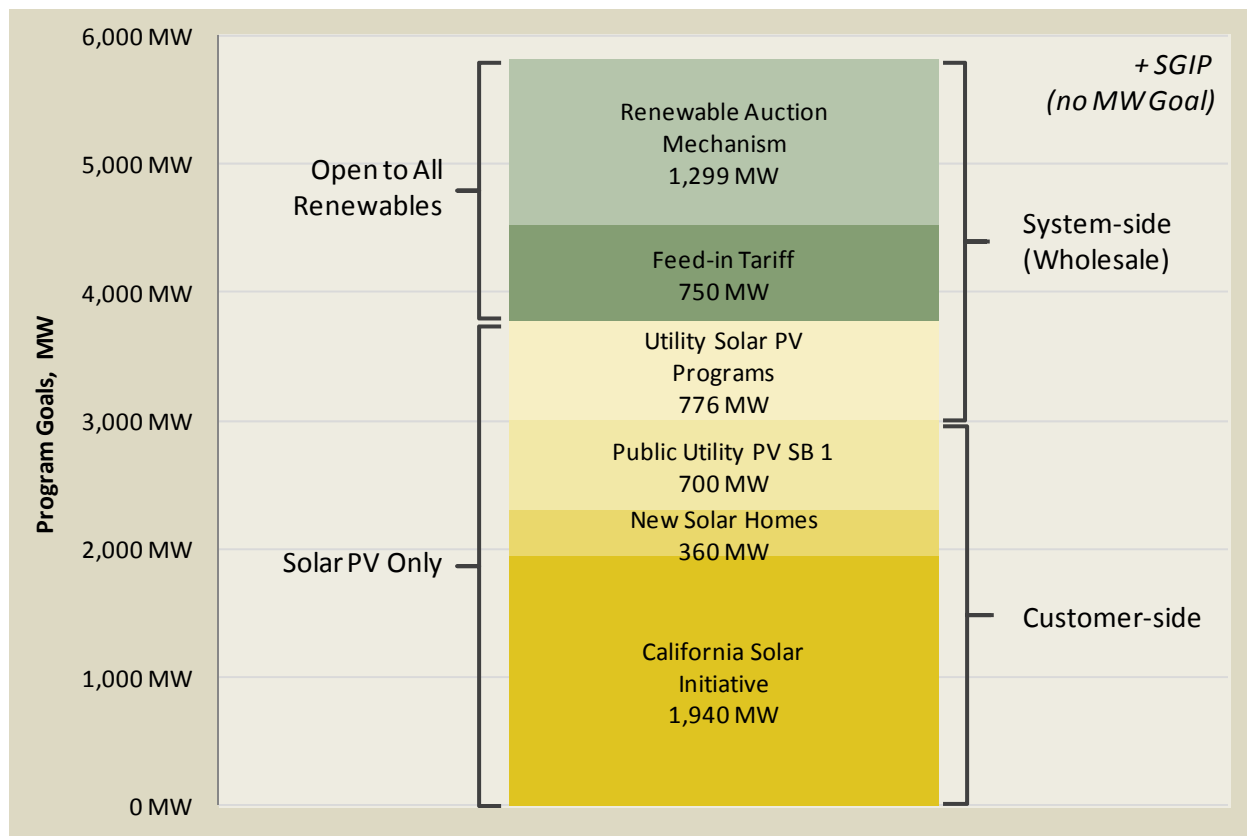 6,000 MW
5,000 MW
4,000 MW
3,000 MW
2,000 MW
1,000 MW
0 MW
Program Goals, MW
Open to All
Renewables
Solar PV Only
Renewable Auction
Mechanism
1,299 MW
Feed-in Tariff
750 MW
Utility Solar PV
Programs
776 MW
Public Utility PV SB 1
700 MW
New Solar Homes
360 MW
California Solar
Initiative
1,940 MW
+ SGIP
(no MW Goal)
System-side
(Wholesale)
Customer-side